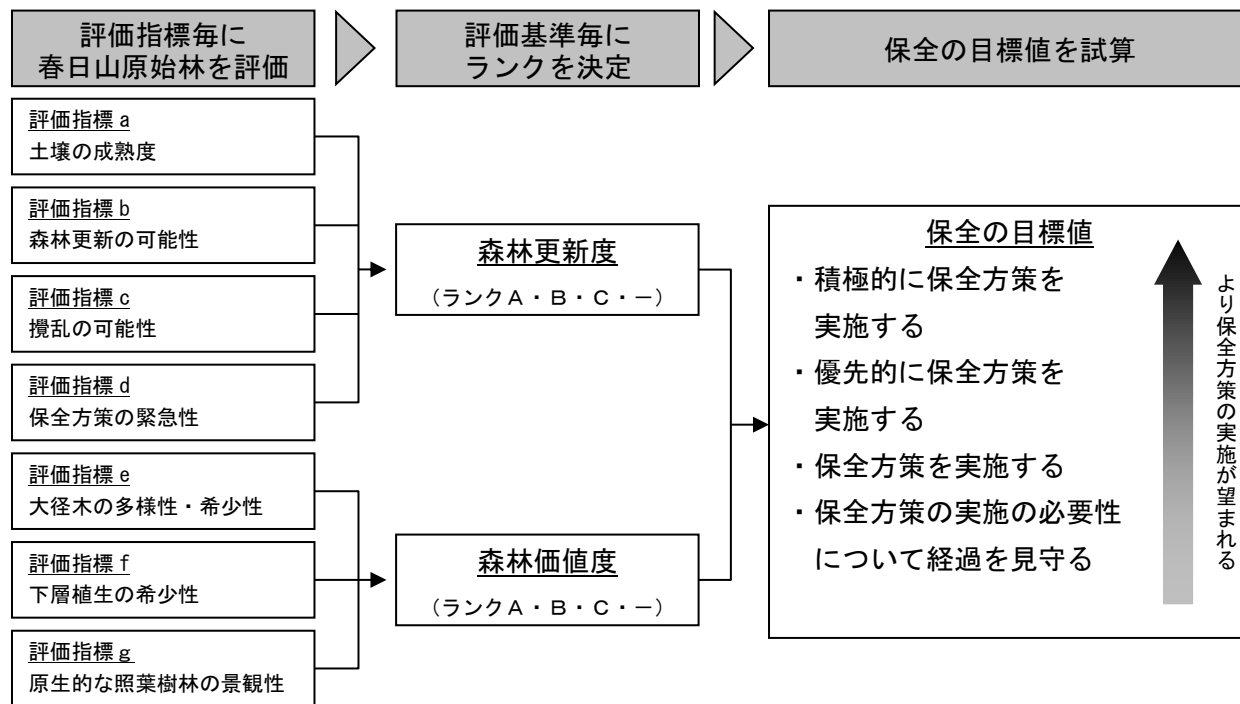 評価指標毎に
春日山原始林を評価
評価基準毎に
ランクを決定
保全の目標値を試算
評価指標a
土壌の成熟度
評価指標b
森林更新の可能性
評価指標c
攪乱の可能性
評価指標d
保全方策の緊急性
評価指標e
大径木の多様性・希少性
評価指標f
下層植生の希少性
評価指標g
原生的な照葉樹林の景観性
森林更新度
（ランクA・B・C・－）
森林価値度
（ランクA・B・C・－）
保全の目標値
・積極的に保全方策を
実施する
・優先的に保全方策を
実施する
・保全方策を実施する
・保全方策の実施の必要性
について経過を見守る
より保全方策の実施が望まれる